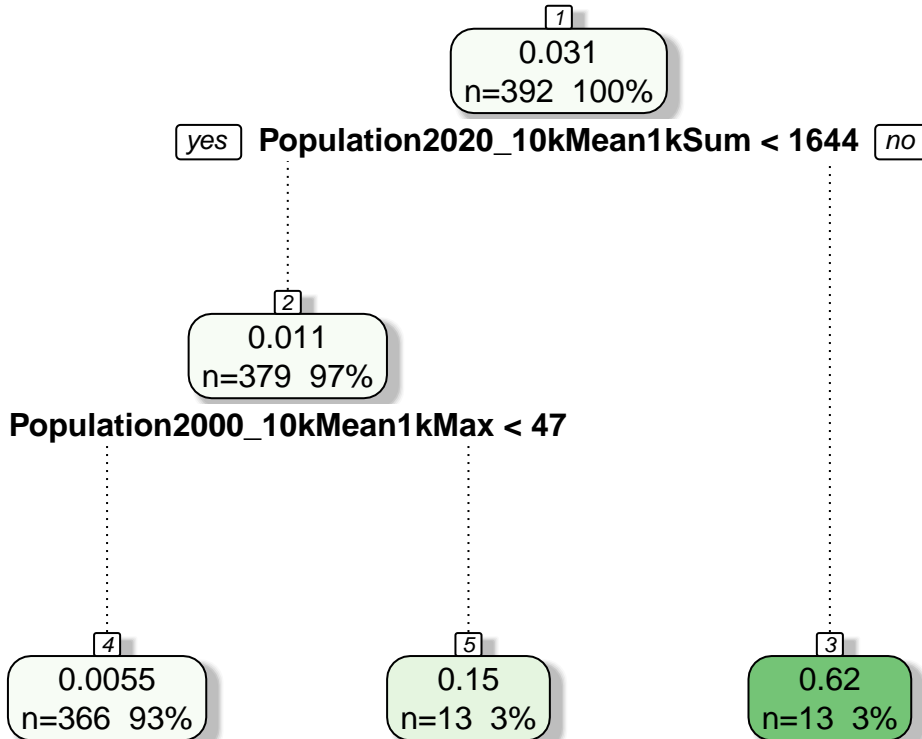 1
0.031
n=392 100%
yes Population2020_10kMean1kSum < 1644 no
2
0.011
n=379 97%
Population2000_10kMean1kMax < 47
4 5 3
0.0055 0.15 0.62
n=366 93% n=13 3% n=13 3%